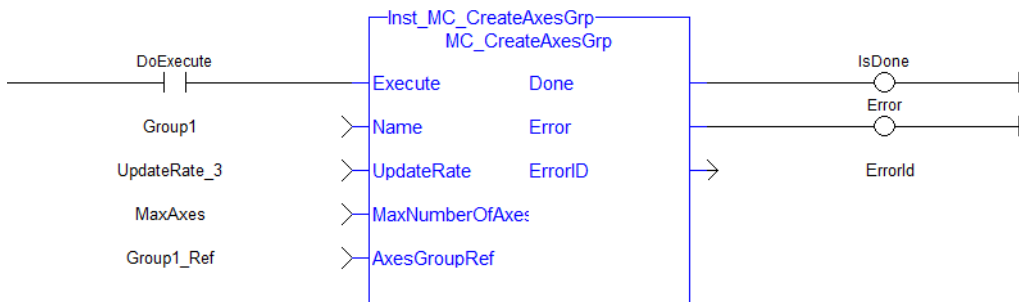 Inst_MC_CreateAxesGrp
MC_CreateAxesGrp
DoExecute
IsDone
Execute Done
Error
Group1
Name Error
UpdateRate_3
UpdateRate ErrorID
ErrorId
MaxAxes
MaxNumberOfAxes
Group1_Ref
AxesGroupRef